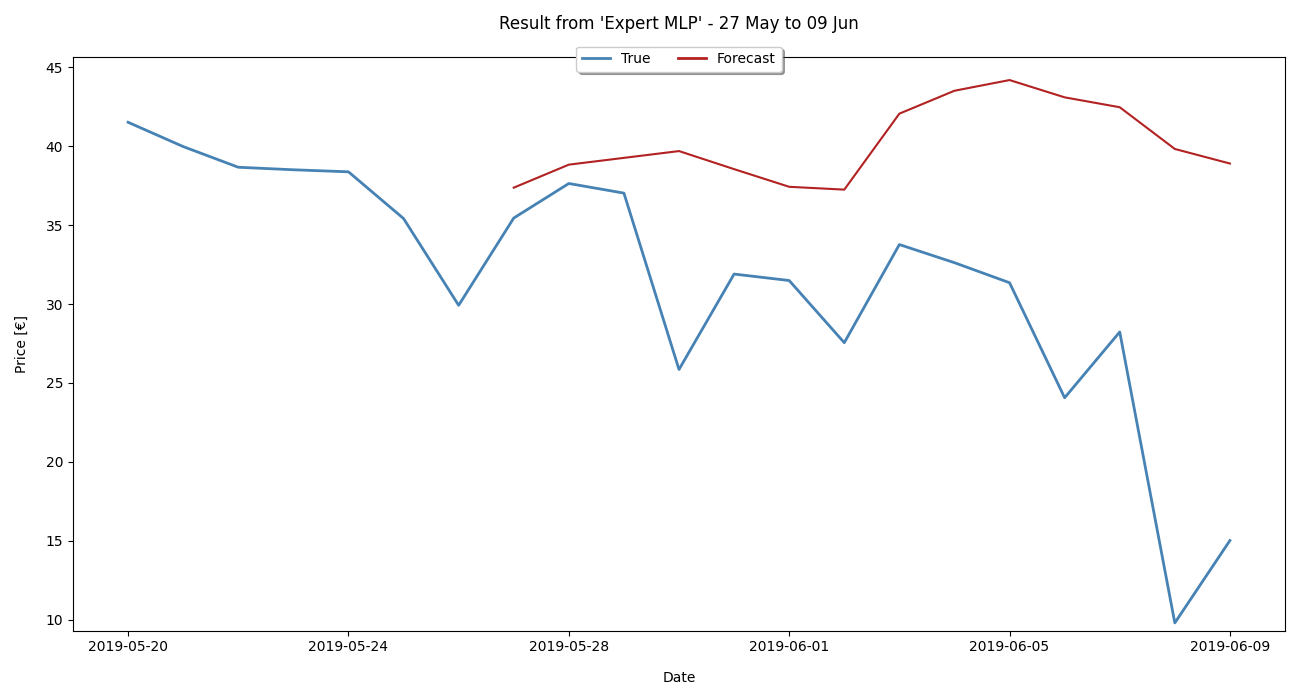 Result from 'Expert MLP' - 27 May to 09 Jun
True
Forecast
45
40
35
30
25
20
15
10
Price [€]
2019-05-20
2019-05-24
2019-05-28
2019-06-01
2019-06-05
2019-06-09
Date